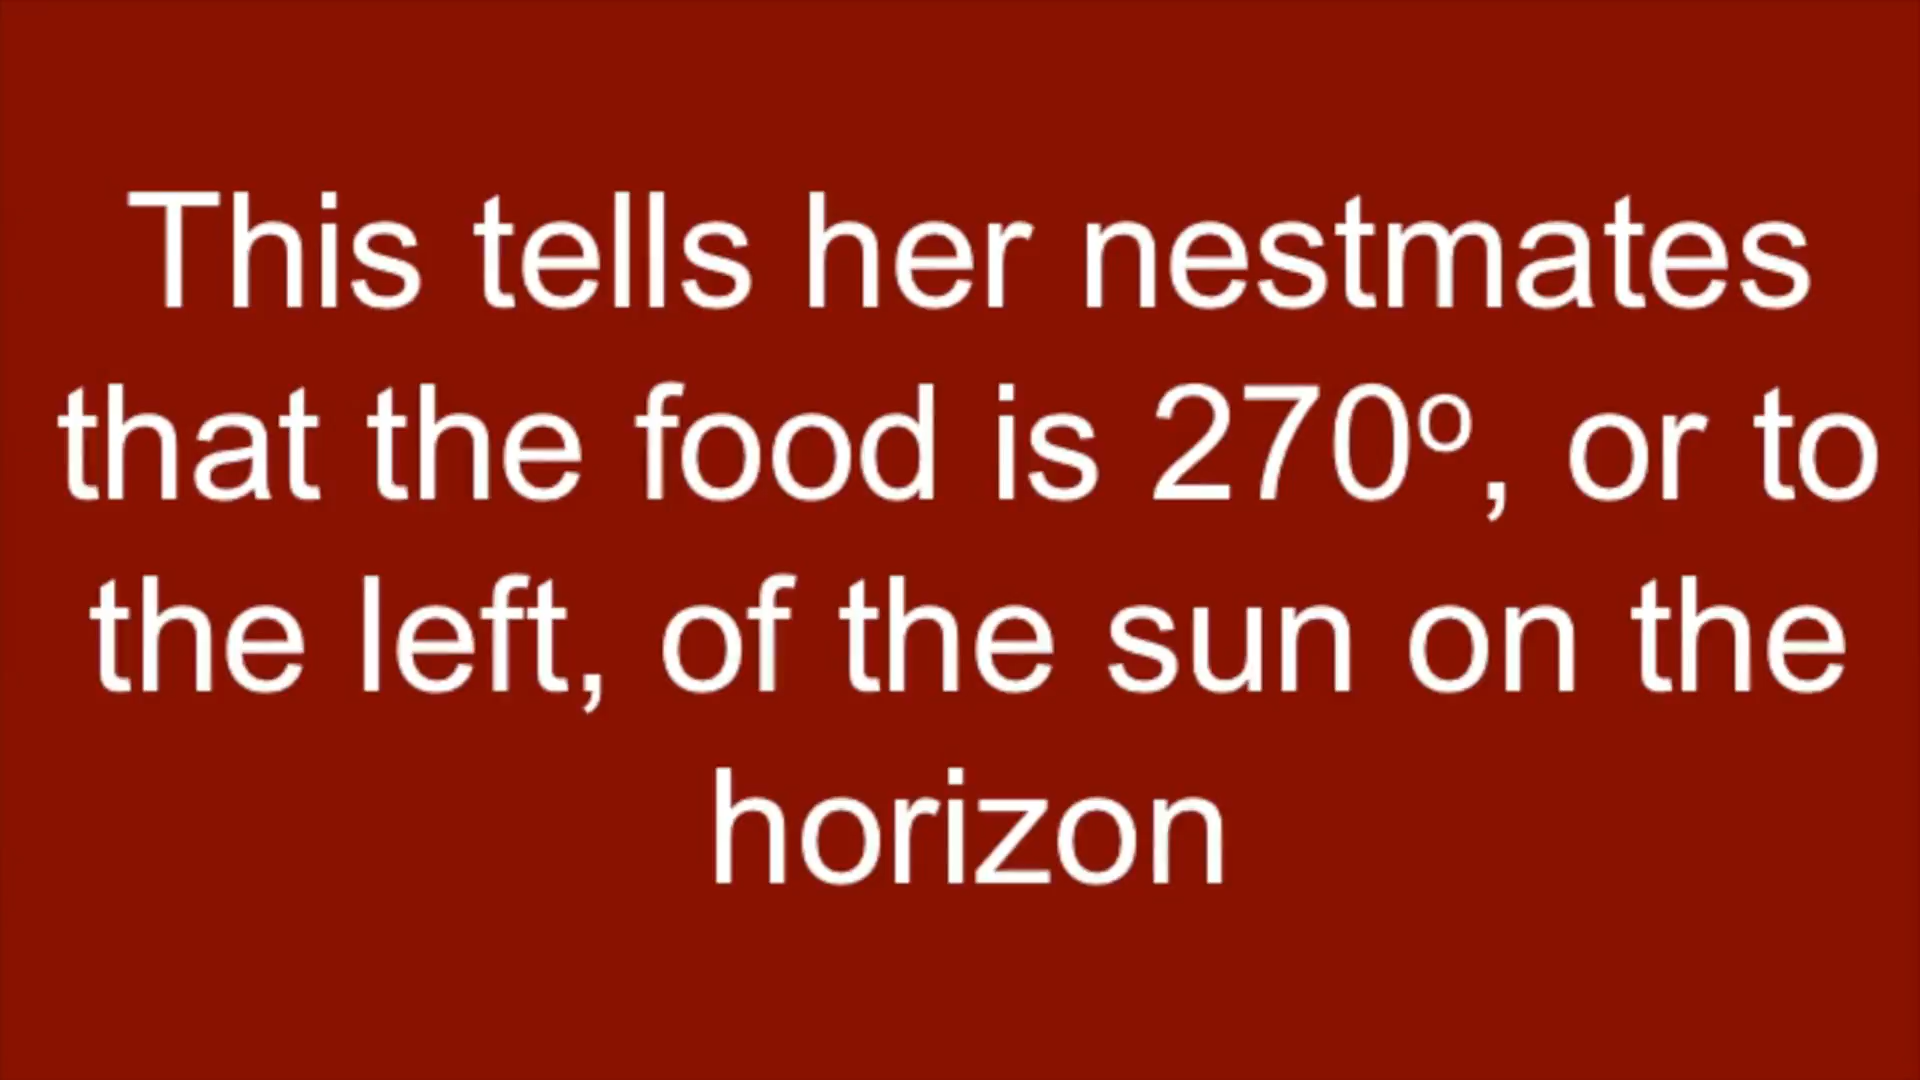 This tells her nestmates
that the food is 270º, or to
the left, of the sun on the
horizon